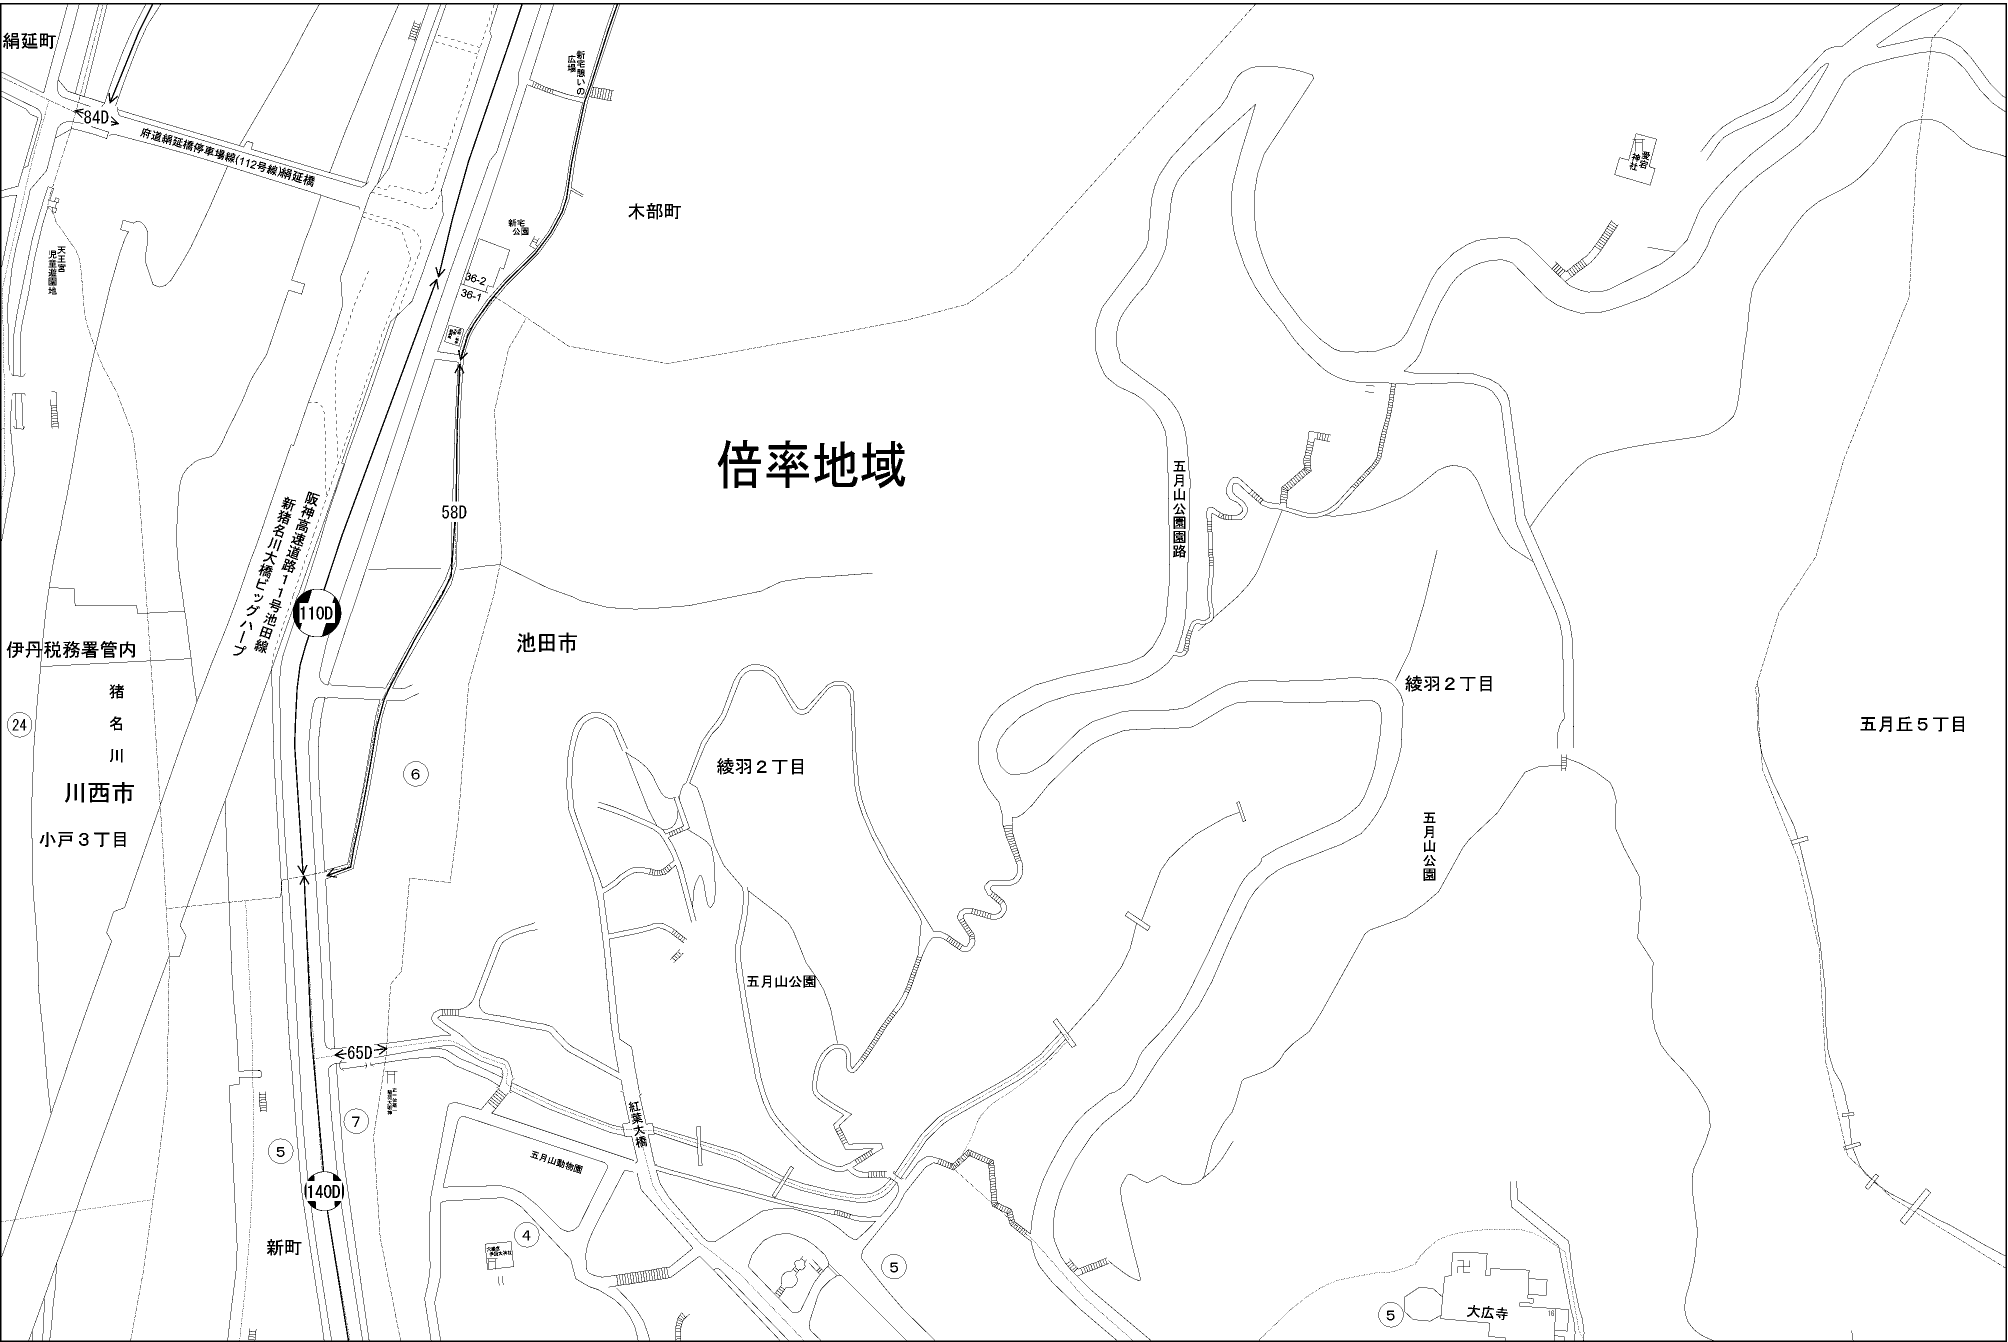 絹延町
84D
府道絹延橋停車場線(112号線)絹延橋
新宅憩いの
広場
木部町
新宅
公園
36-2
36-1
天王宮
児童遊園地
愛宕
神社
倍率地域
58D
五月山公園園路
阪神高速道路11号池田線
新猪名川大橋ビッグハープ
110D
池田市
伊丹税務署管内
猪名川
24
川西市
小戸3丁目
6
綾羽2丁目
綾羽2丁目
五月丘5丁目
五月山公園
五月山公園
65D
7
5
紅葉大橋
五月山動物園
140D
新町
4
5
5
大広寺
16